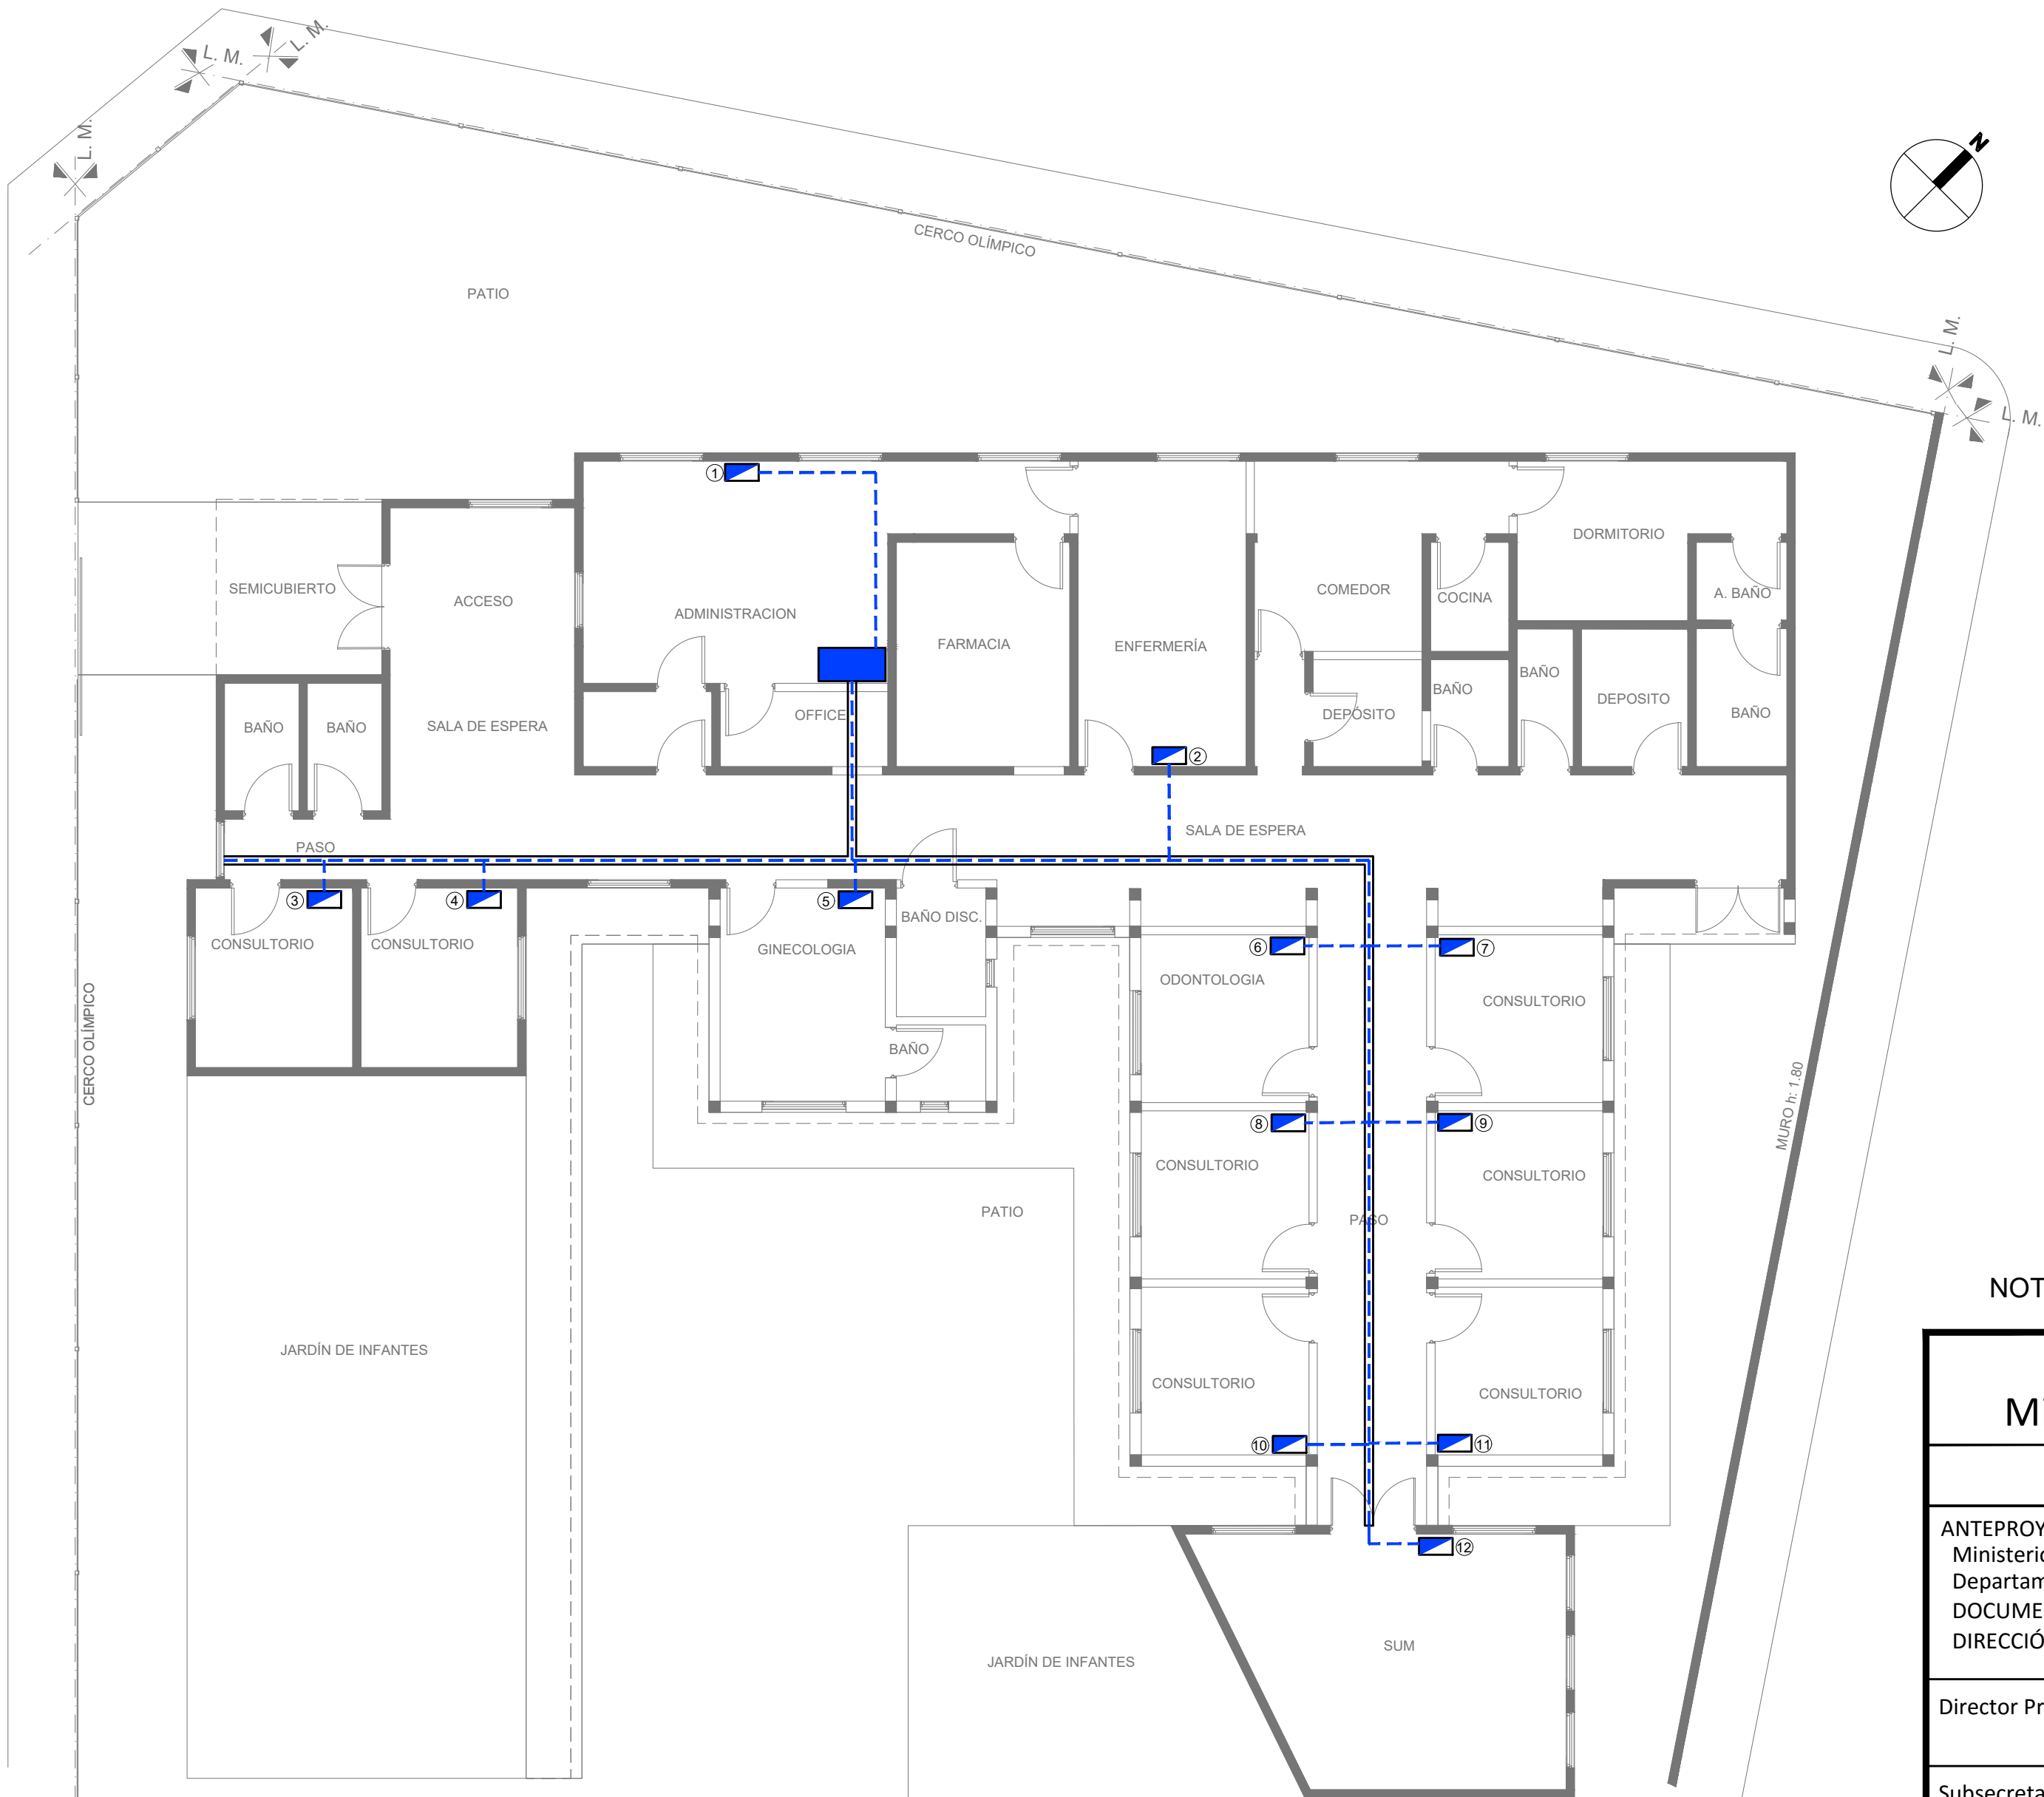 L. M.
L. M.
L. M.
N
CERCO OLÍMPICO
PATIO
L. M.
L. M.
①
DORMITORIO
SEMICUBIERTO
ACCESO
ADMINISTRACION
COMEDOR
COCINA
A. BAÑO
FARMACIA
ENFERMERÍA
BAÑO
BAÑO
DEPOSITO
OFFICE
DEPÓSITO
BAÑO
BAÑO
SALA DE ESPERA
BAÑO
②
SALA DE ESPERA
PASO
③
④
⑤
BAÑO DISC.
CONSULTORIO
CONSULTORIO
GINECOLOGIA
⑥
⑦
ODONTOLOGIA
CONSULTORIO
CERCO OLÍMPICO
BAÑO
MURO h: 1.80
⑧
⑨
CONSULTORIO
CONSULTORIO
PATIO
PASO
JARDÍN DE INFANTES
CONSULTORIO
CONSULTORIO
⑩
⑪
⑫
SUM
JARDÍN DE INFANTES
NOT
M
ANTEPROY
Ministerio
Departam
DOCUME
DIRECCIÓ
Director Pr
Subsecreta